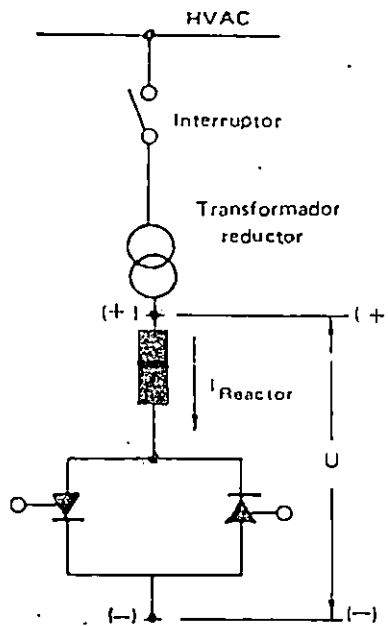 HVAC
Interruptor
Transformador
reductor
(+) (+
I Reactor
U
(-) (-)